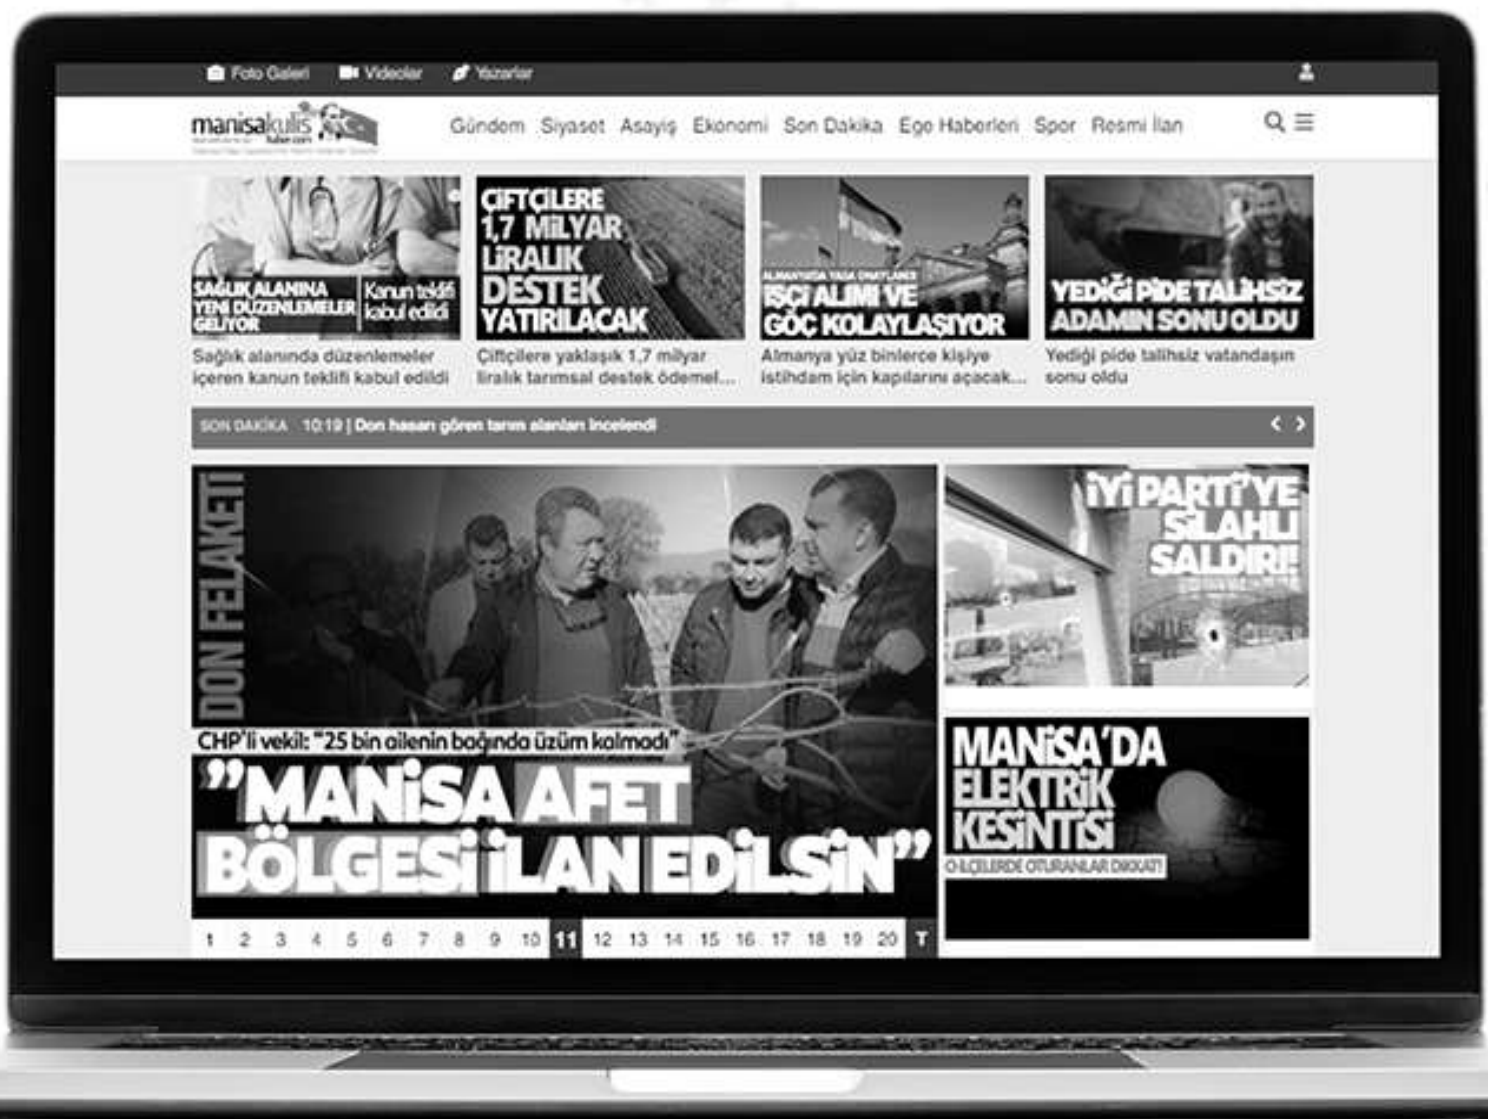 Foto Galeri Videolar Yazarlar
manisakulis
haber.com
Gündem Siyaset Asayiş Ekonomi Son Dakika Ege Haberleri Spor Resmi İlan
SAĞLIK ALANINA
YENİ DÜZENLEMELER
GELİYOR
Kanun teklifi
kabul edildi
Sağlık alanında düzenlemeler
içeren kanun teklifi kabul edildi
ÇİFTÇİLERE
1,7 MİLYAR
LİRALIK
DESTEK
YATIRILACAK
Çiftçilere yaklaşık 1,7 milyar
liralık tarımsal destek ödemel...
ALMANYA'DA YASA ONAYLANDI
İŞÇİ ALIMI VE
GÖÇ KOLAYLAŞIYOR
Almanya yüz binlerce kişiye
istihdam için kapılarını açacak...
YEDİĞİ PİDE TALİHSİZ
ADAMIN SONU OLDU
Yediği pide talihsiz vatandaşın
sonu oldu
SON DAKİKA 10:19 | Don hasarı gören tarım alanları incelendi
DON FELAKETİ
CHP'li vekil: "25 bin ailenin bağında üzüm kalmadı"
"MANİSA AFET
BÖLGESİ İLAN EDİLSİN"
1 2 3 4 5 6 7 8 9 10 11 12 13 14 15 16 17 18 19 20 T
İYİ PARTİ'YE
SİLAHLI
SALDIRI!
MANİSA'DA
ELEKTRİK
KESİNTİSİ
O İLÇELERDE OTURANLAR DİKKAT!